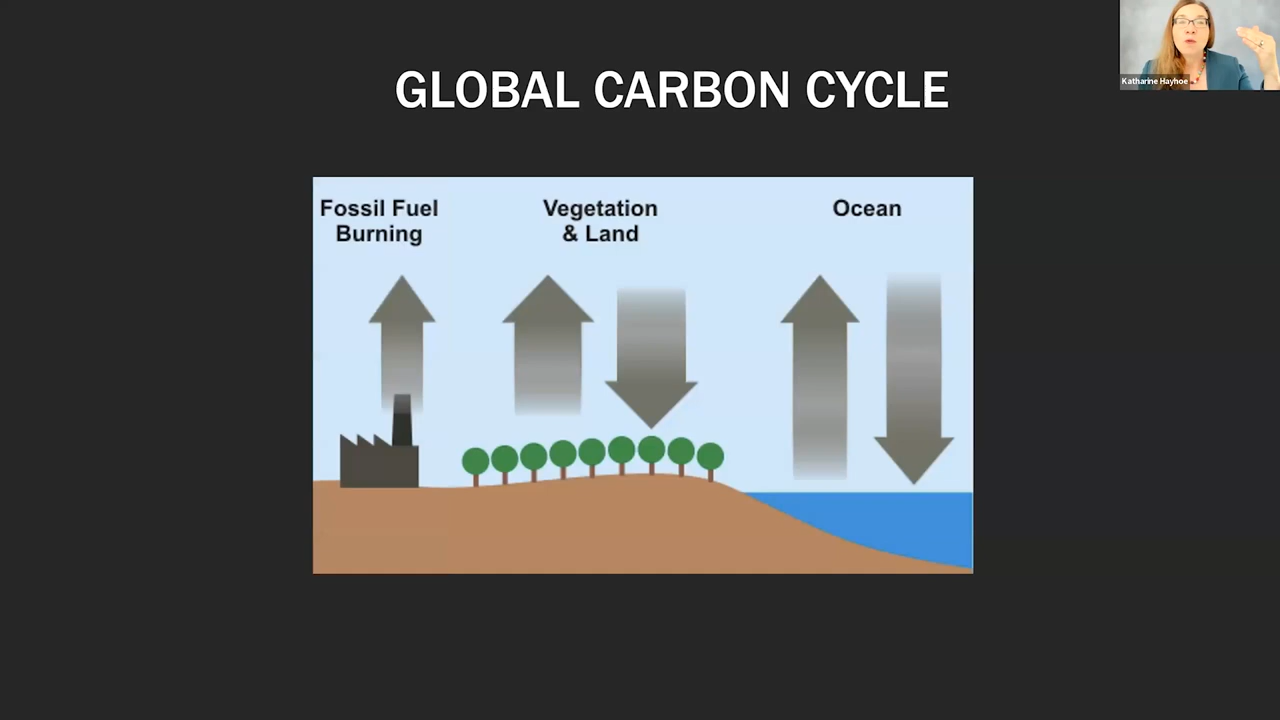 Katharine Hayhoe
GLOBAL CARBON CYCLE
Fossil Fuel
Burning
Vegetation
& Land
Ocean